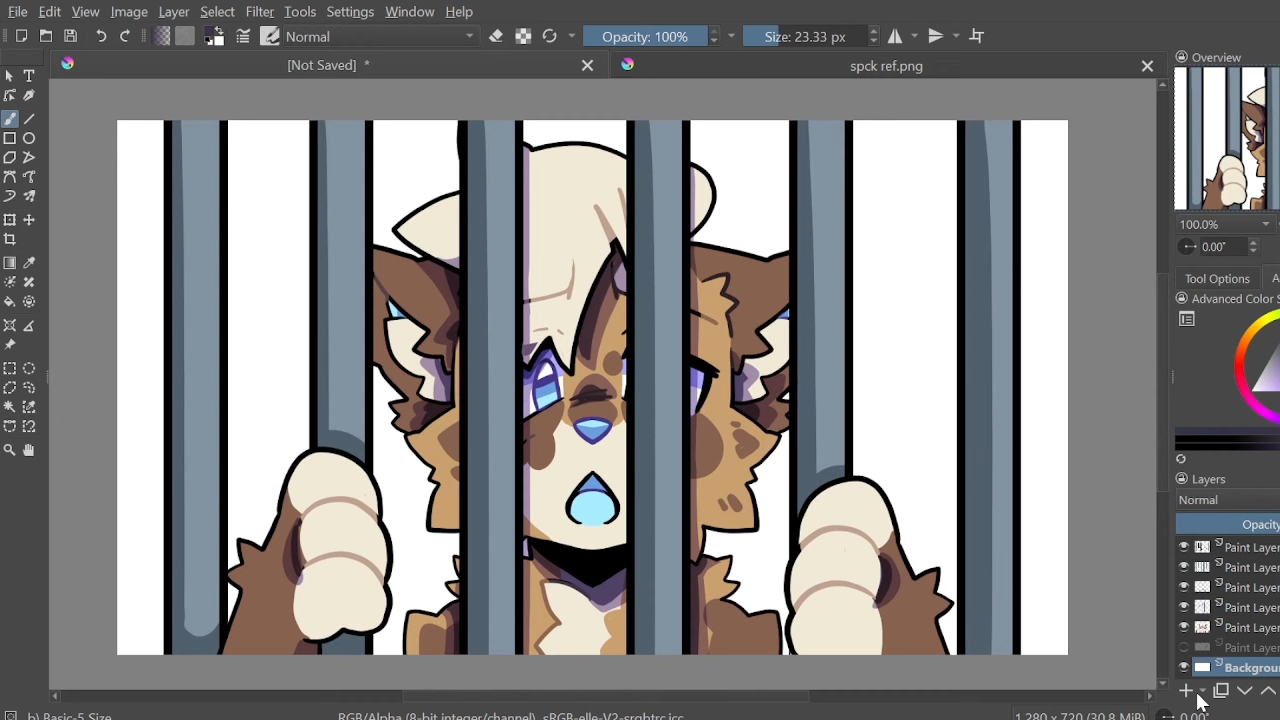 File Edit View Image Layer Select Filter Tools Settings Window Help
Normal Opacity: 100% Size: 23.33 px
[Not Saved] * spck ref.png
Overview
100.0%
0.00°
Tool Options
Advanced Color
Layers
Normal
Opacity
Paint Layer
Paint Layer
Paint Layer
Paint Layer
Paint Layer
Paint Layer
b) Basic-5 Size RGB/Alpha (8-bit integer/channel) sRGB-elle-V2-srgbtrc.icc 1,280 x 720 (30.8 MiB) 0.00°